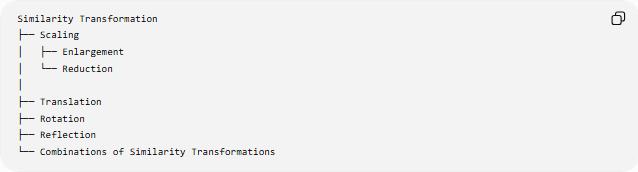 Similarity Transformation
├── Scaling
│   ├── Enlargement
│   └── Reduction
│
├── Translation
├── Rotation
├── Reflection
└── Combinations of Similarity Transformations